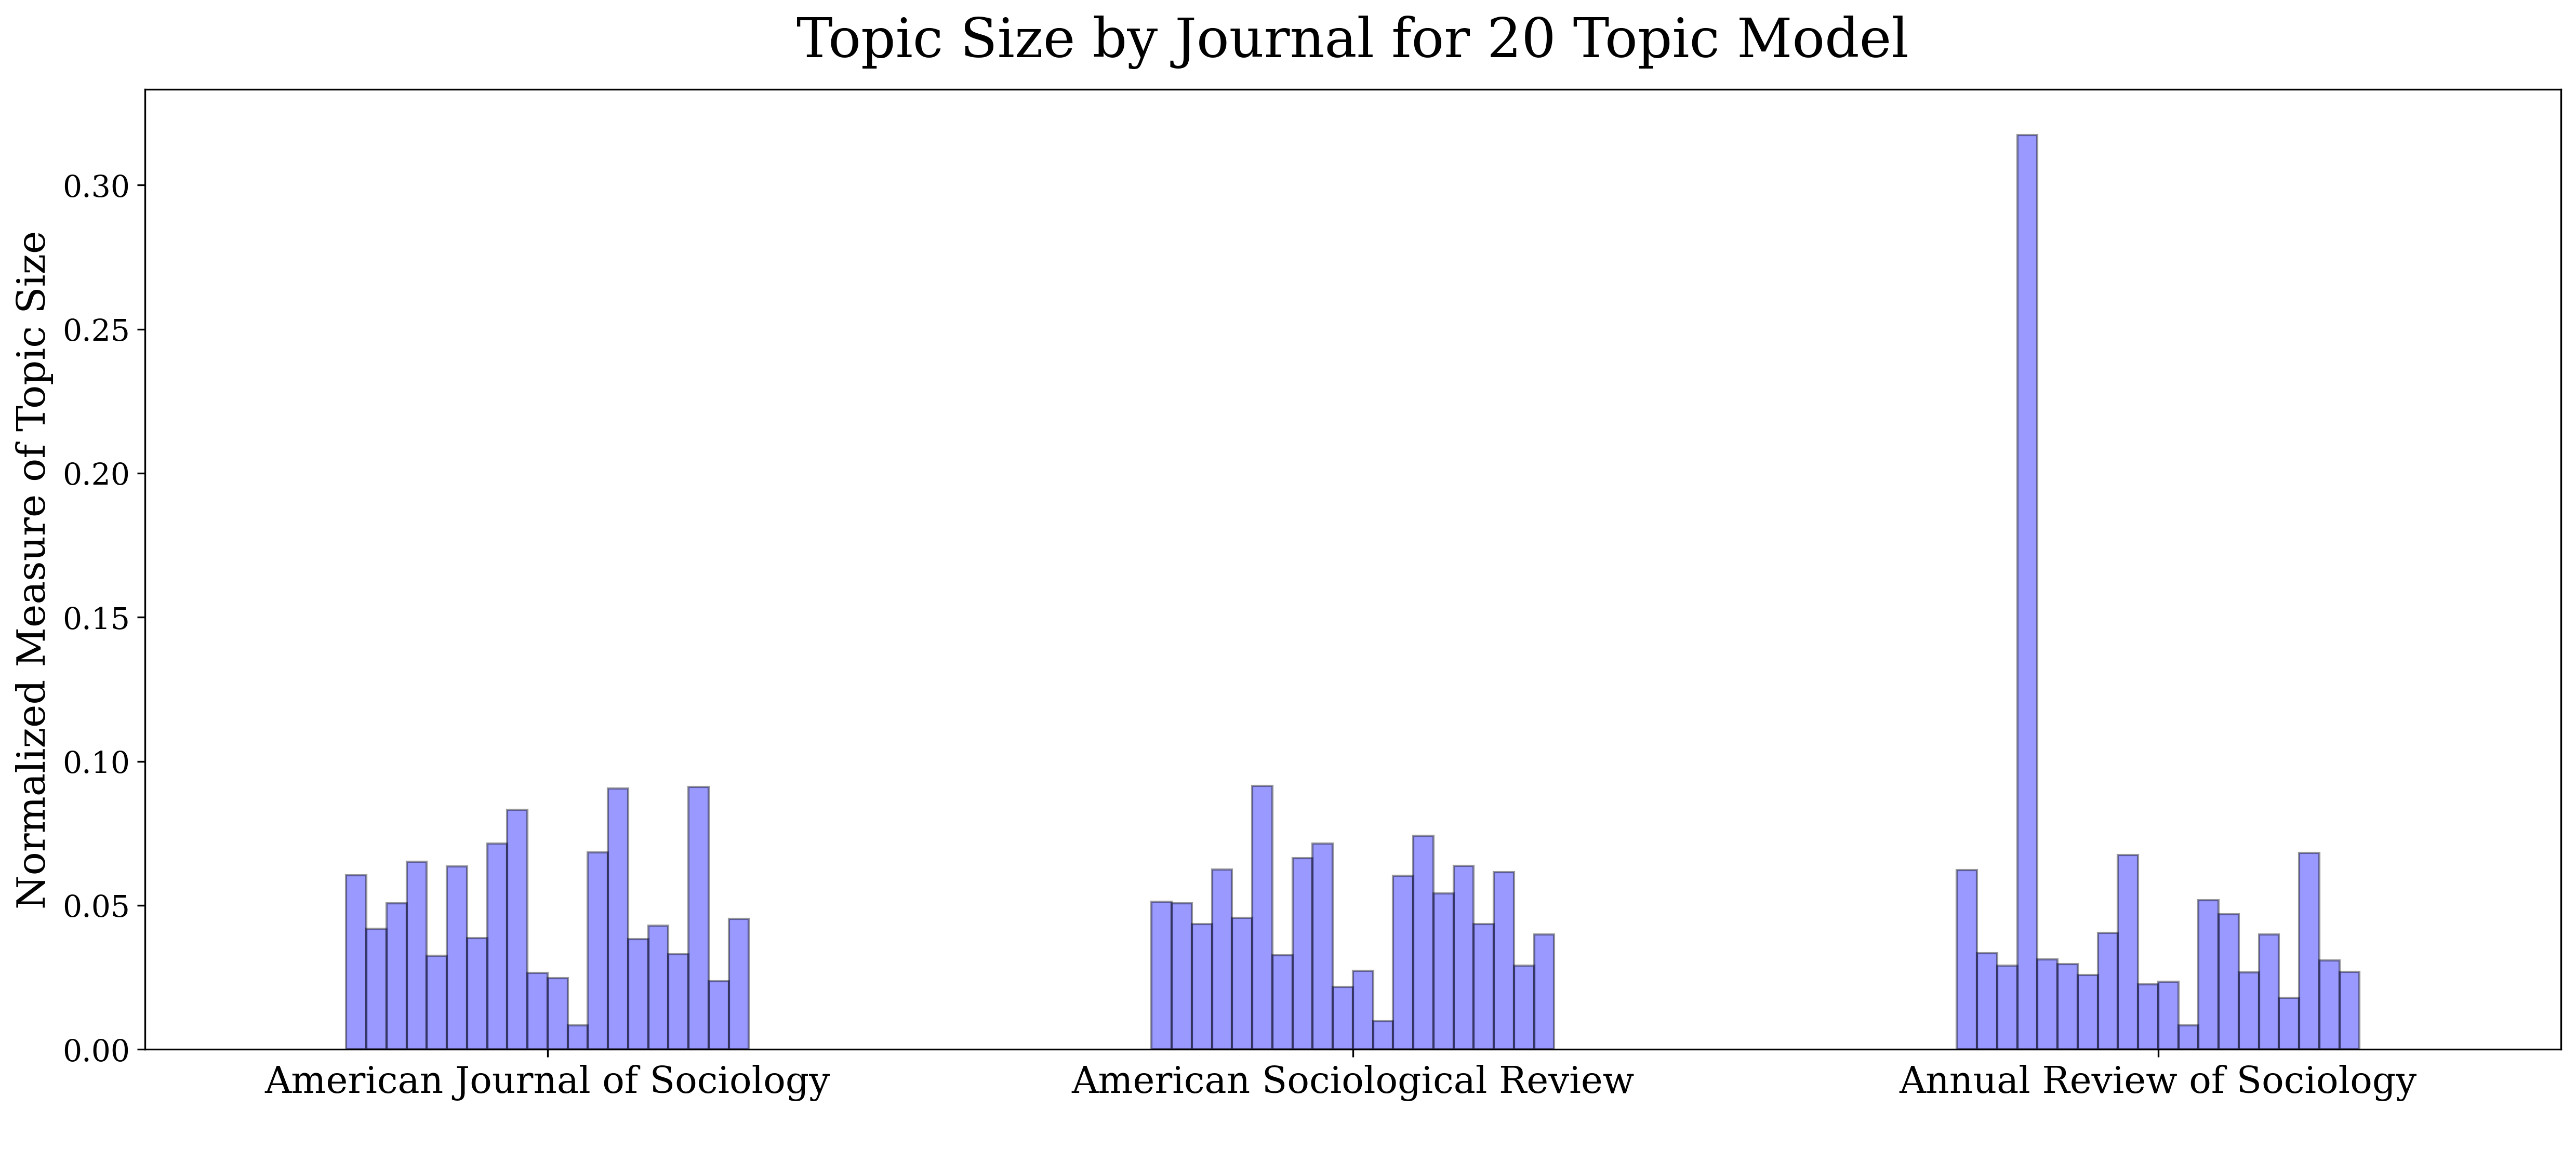 Topic Size by Journal for 20 Topic Model
Normalized Measure of Topic Size
0.30
0.25
0.20
0.15
0.10
0.05
0.00
American Journal of Sociology
American Sociological Review
Annual Review of Sociology